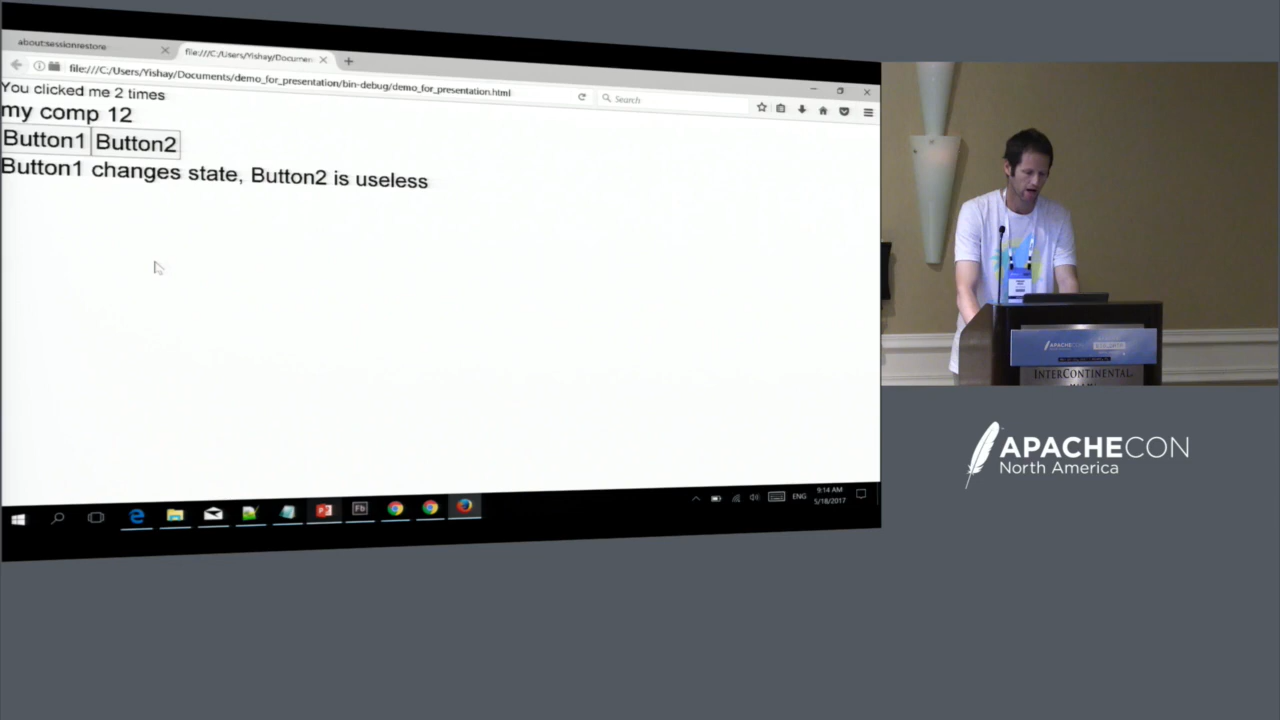 about:sessionrestore
file:///C:/Users/Yishay/Documen
file:///C:/Users/Yishay/Documents/demo_for_presentation/bin-debug/demo_for_presentation.html
Search
You clicked me 2 times
my comp 12
Button1 Button2
Button1 changes state, Button2 is useless
Fb
ENG
9:14 AM
5/18/2017
APACHECON
INTERCONTINENTAL
APACHECON
North America